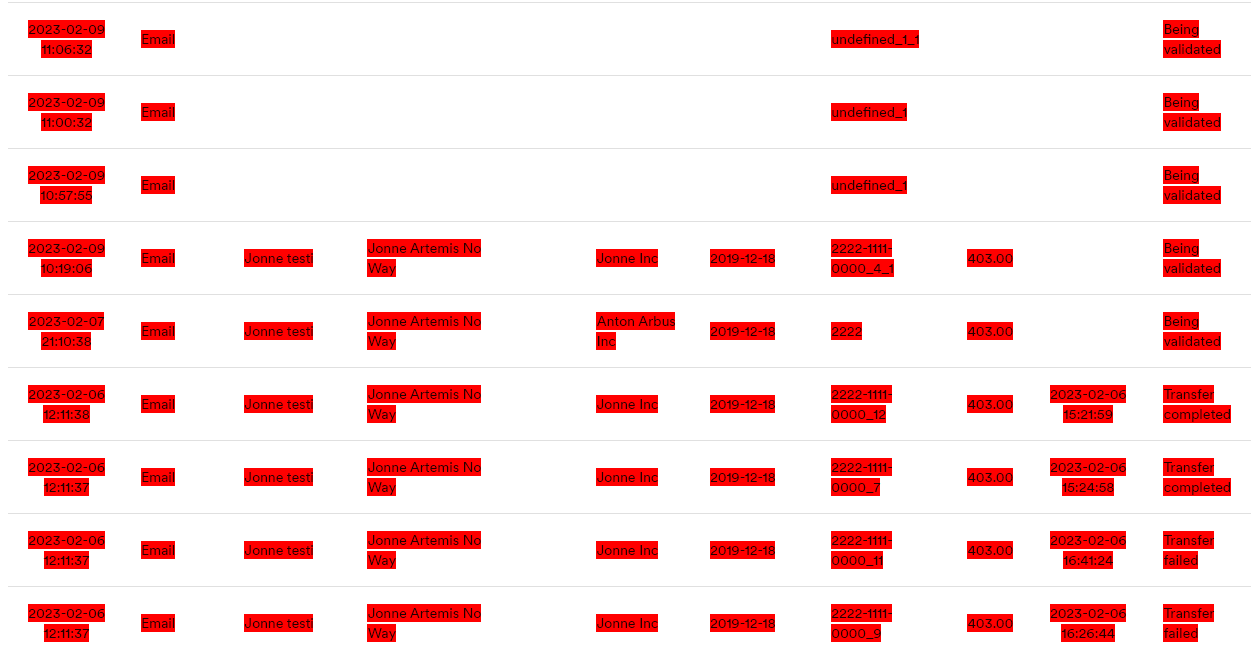 2023-02-09
11:06:32
Email
undefined_1_1
Being
validated
2023-02-09
11:00:32
Email
undefined_1
Being
validated
2023-02-09
10:57:55
Email
undefined_1
Being
validated
2023-02-09
10:19:06
Email
Jonne testi
Jonne Artemis No
Way
Jonne Inc
2019-12-18
2222-1111-
0000_4_1
403.00
Being
validated
2023-02-07
21:10:38
Email
Jonne testi
Jonne Artemis No
Way
Anton Arbus
Inc
2019-12-18
2222
403.00
Being
validated
2023-02-06
12:11:38
Email
Jonne testi
Jonne Artemis No
Way
Jonne Inc
2019-12-18
2222-1111-
0000_12
403.00
2023-02-06
15:21:59
Transfer
completed
2023-02-06
12:11:37
Email
Jonne testi
Jonne Artemis No
Way
Jonne Inc
2019-12-18
2222-1111-
0000_7
403.00
2023-02-06
15:24:58
Transfer
completed
2023-02-06
12:11:37
Email
Jonne testi
Jonne Artemis No
Way
Jonne Inc
2019-12-18
2222-1111-
0000_11
403.00
2023-02-06
16:41:24
Transfer
failed
2023-02-06
12:11:37
Email
Jonne testi
Jonne Artemis No
Way
Jonne Inc
2019-12-18
2222-1111-
0000_9
403.00
2023-02-06
16:26:44
Transfer
failed